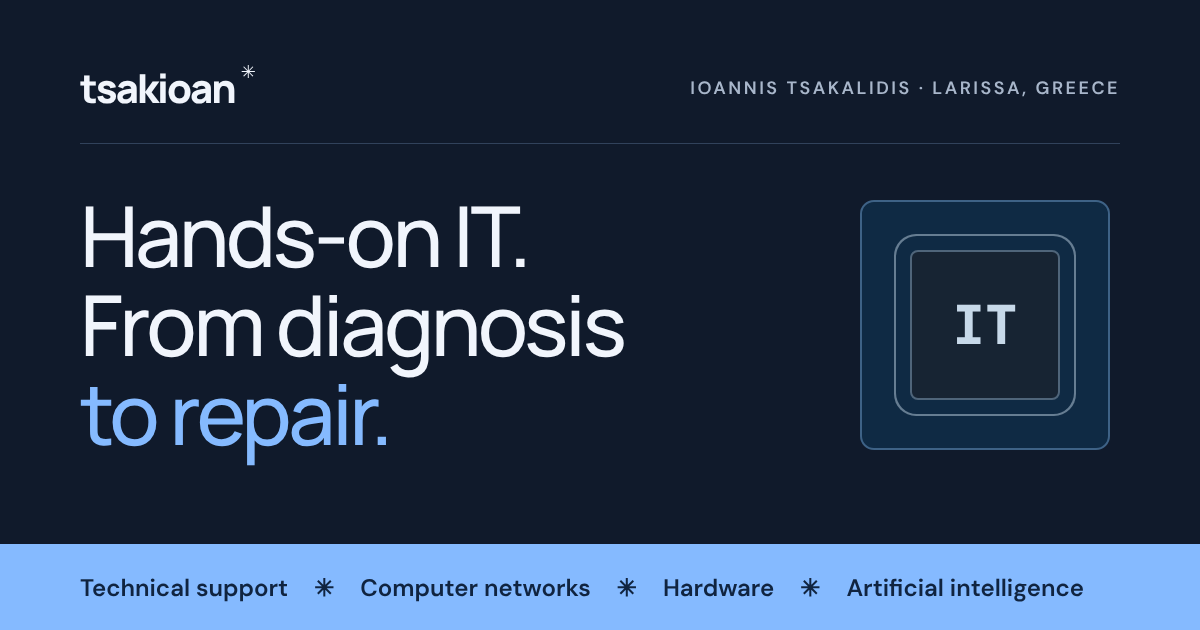 tsakioan*
IOANNIS TSAKALIDIS · LARISSA, GREECE
Hands-on IT.
From diagnosis
to repair.
IT
Technical support ✳ Computer networks ✳ Hardware ✳ Artificial intelligence